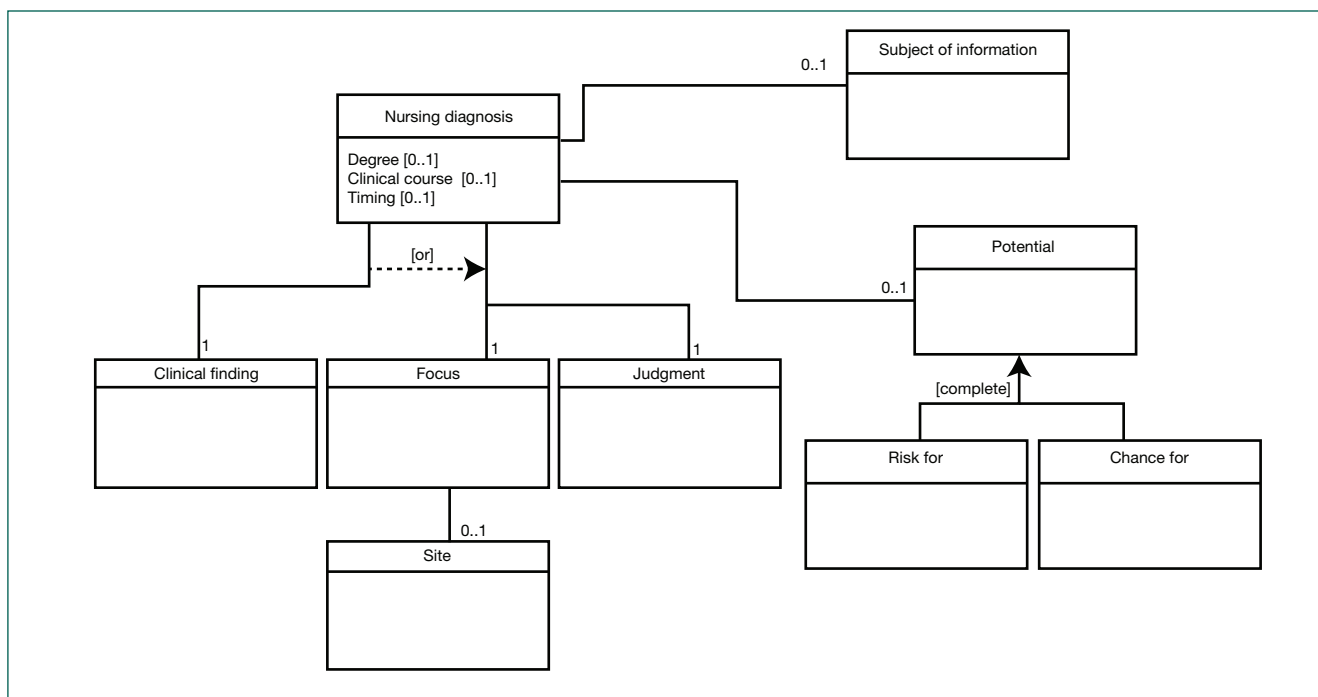 Subject of information
0..1
Nursing diagnosis
Degree [0..1]
Clinical course [0..1]
Timing [0..1]
[or]
Potential
0..1
1
1
1
Clinical finding
Focus
Judgment
[complete]
Risk for
Chance for
0..1
Site